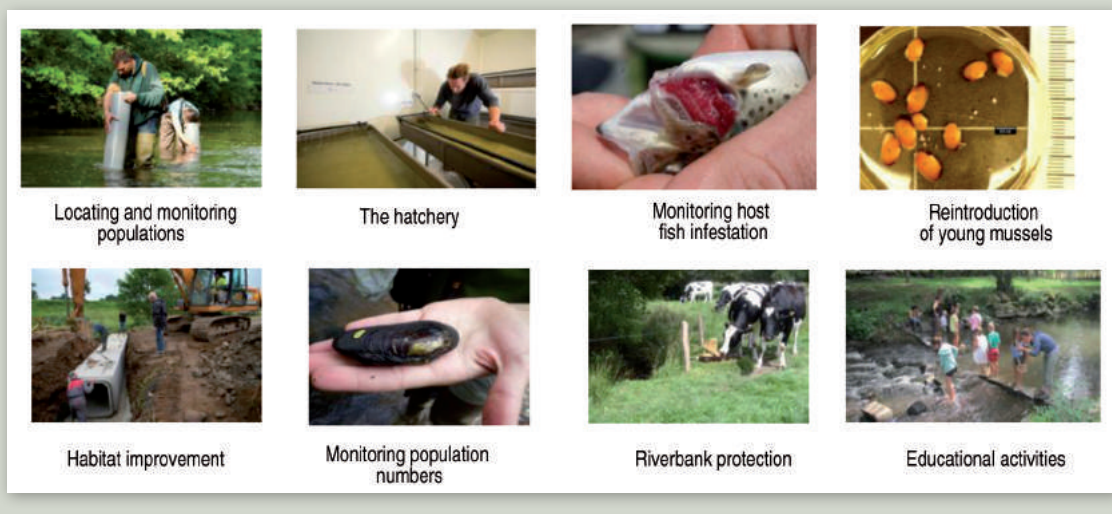 Locating and monitoring
populations
The hatchery
Monitoring host
fish infestation
Reintroduction
of young mussels
Habitat improvement
Monitoring population
numbers
Riverbank protection
Educational activities